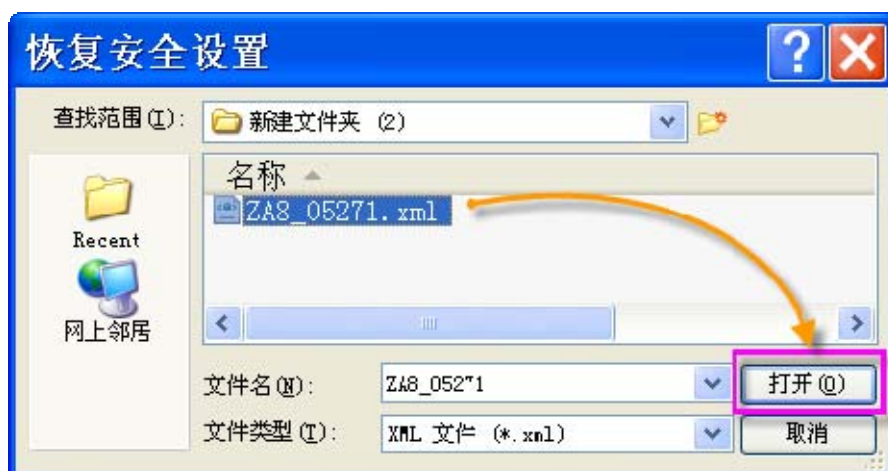 恢复安全设置
查找范围(I): 新建文件夹 (2)
名称
ZA8_05271.xml
Recent
网上邻居
文件名(N): ZA8_05271 打开(O)
文件类型(T): XML 文件 (*.xml) 取消